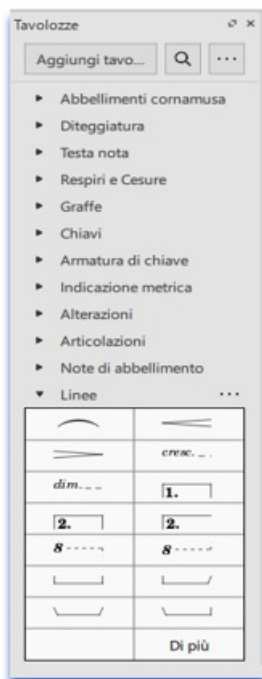 Tavolozze
Aggiungi tavo... ...
Abbellimenti cornamusa
Diteggiatura
Testa nota
Respiri e Cesure
Graffe
Chiavi
Armatura di chiave
Indicazione metrica
Alterazioni
Articolazioni
Note di abbellimento
Linee ...
cresc.
dim. 1.
2. 2.
8 8
Di più